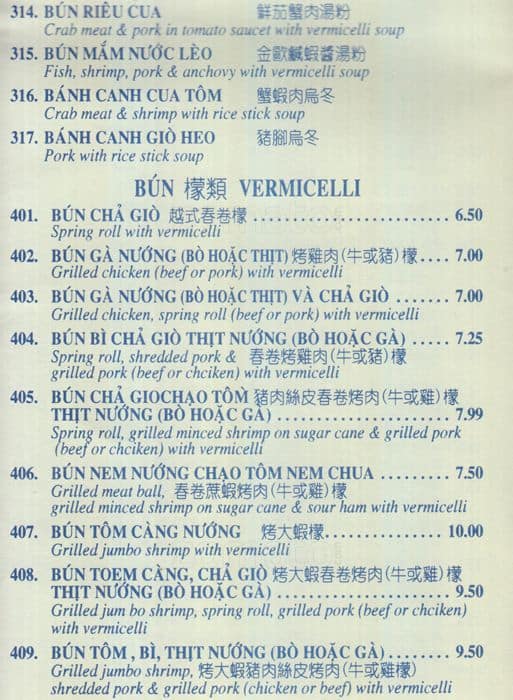 314. BÚN RIÊU CUA 鮮茄蟹肉湯粉
Crab meat & pork in tomato saucet with vermicelli soup
315. BÚN MẮM NƯỚC LÈO 金歐鹹蝦醬湯粉
Fish, shrimp, pork & anchovy with vermicelli soup
316. BÁNH CANH CUA TÔM 蟹蝦肉烏冬
Crab meat & shrimp with rice stick soup
317. BÁNH CANH GIÒ HEO 豬腳烏冬
Pork with rice stick soup
BÚN 檬類 VERMICELLI
401. BÚN CHẢ GIÒ 越式春卷檬 ........................ 6.50
Spring roll with vermicelli
402. BÚN GÀ NƯỚNG (BÒ HOẶC THỊT) 烤雞肉(牛或豬)檬.... 7.00
Grilled chicken (beef or pork) with vermicelli
403. BÚN GÀ NƯỚNG (BÒ HOẶC THỊT) VÀ CHẢ GIÒ ....... 7.00
Grilled chicken, spring roll (beef or pork) with vermicelli
404. BÚN BÌ CHẢ GIÒ THỊT NƯỚNG (BÒ HOẶC GÀ) ..... 7.25
Spring roll, shredded pork & 春卷烤雞肉(牛或豬)檬
grilled pork (beef or chciken) with vermicelli
405. BÚN CHẢ GIOCHẠO TÔM̀ 豬肉絲皮春卷烤肉(牛或雞)檬
THỊT NƯỚNG (BÒ HOẶC GÀ) ..................... 7.99
Spring roll, grilled minced shrimp on sugar cane & grilled pork
(beef or chciken) with vermicelli
406. BÚN NEM NƯỚNG CHẠO TÔM NEM CHUA ......... 7.50
Grilled meat ball, 春卷蔗蝦烤肉(牛或雞)檬
grilled minced shrimp on sugar cane & sour ham with vermicelli
407. BÚN TÔM CÀNG NƯỚNG 烤大蝦檬.............. 10.00
Grilled jumbo shrimp with vermicelli
408. BÚN TOEM CÀNG, CHẢ GIÒ 烤大蝦春卷烤肉(牛或雞)檬
THỊT NƯỚNG (BÒ HOẶC GÀ) ..................... 9.50
Grilled jum bo shrimp, spring roll, grilled pork (beef or chciken)
with vermicelli
409. BÚN TÔM , BÌ, THỊT NƯỚNG (BÒ HOẶC GÀ)........ 9.50
Grilled jumbo shrimp, 烤大蝦豬肉絲皮烤肉(牛或雞檬)
shredded pork & grilled pork (chicken or beef) with vermicelli